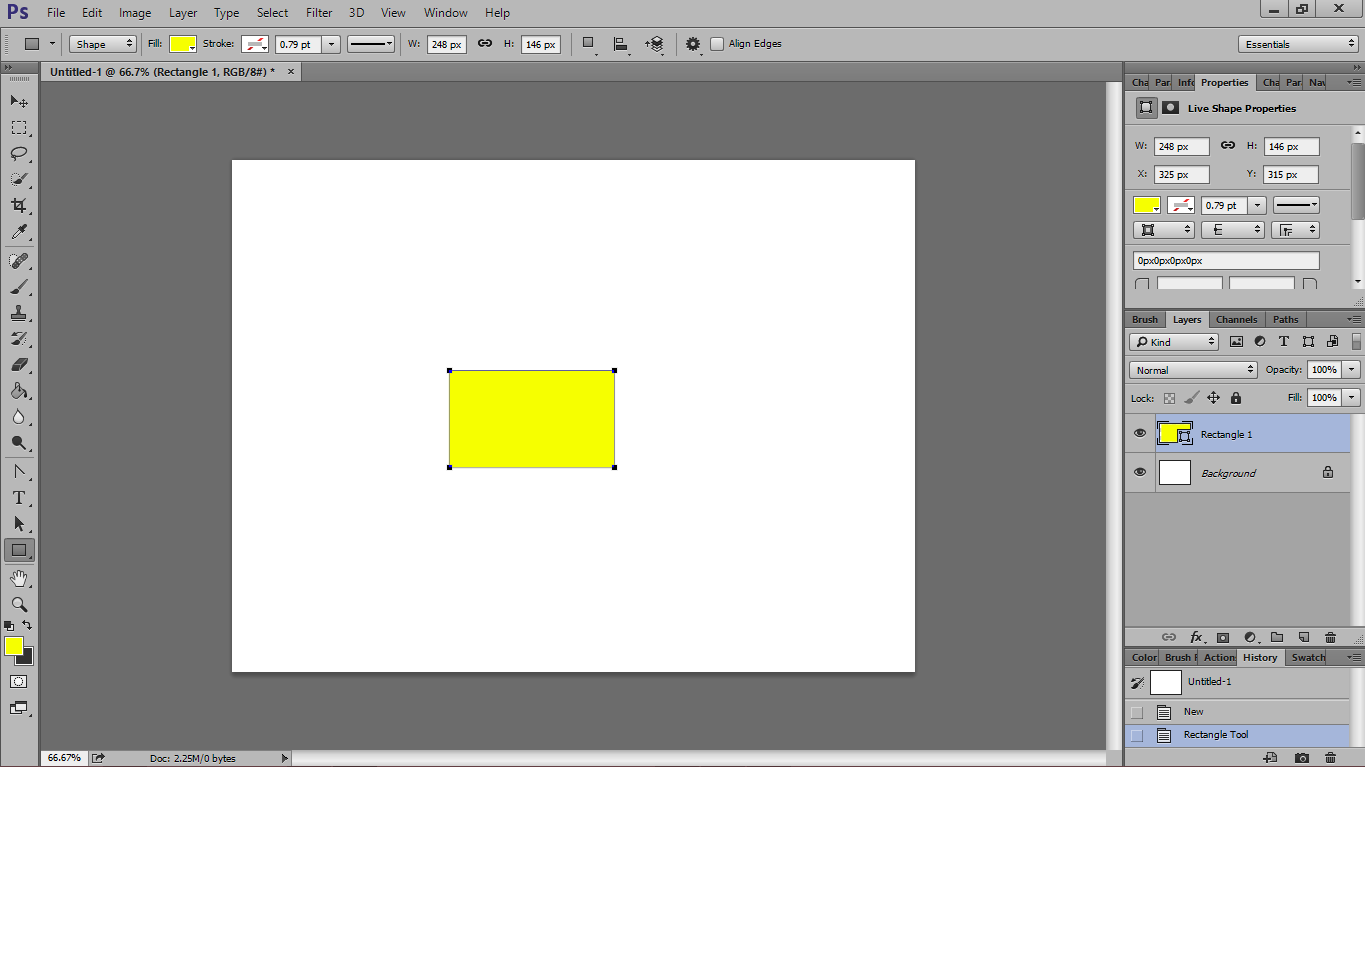 Ps File Edit Image Layer Type Select Filter 3D View Window Help
Shape Fill: Stroke: 0.79 pt W: 248 px H: 146 px Align Edges Essentials
Untitled-1 @ 66.7% (Rectangle 1, RGB/8#) * ×
Cha Par Info Properties Cha Par Nav
Live Shape Properties
W: 248 px H: 146 px
X: 325 px Y: 315 px
0.79 pt
0px0px0px0px
Brush Layers Channels Paths
Kind
Normal Opacity: 100%
Lock: Fill: 100%
Rectangle 1
Background
fx
Color Brush P Actions History Swatch
Untitled-1
New
Rectangle Tool
66.67% Doc: 2.25M/0 bytes